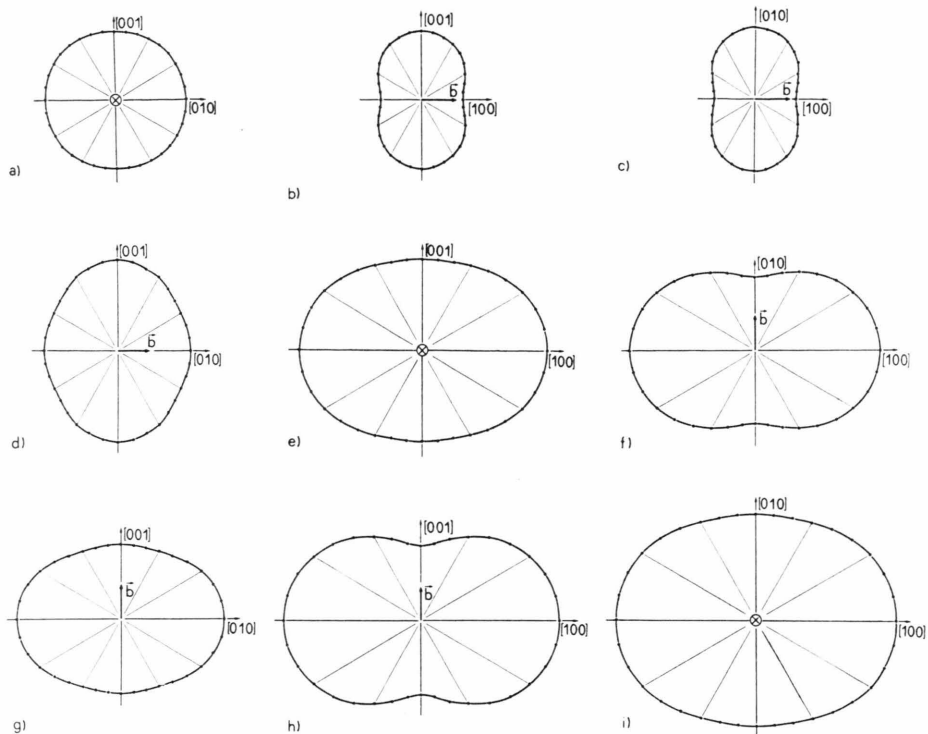 [001]
[010]
a)
[001]
b
[100]
b)
[010]
b
[100]
c)
[001]
b
[010]
d)
[001]
[100]
e)
[010]
b
[100]
f)
[001]
b
[010]
g)
[001]
b
[100]
h)
[010]
[100]
i)